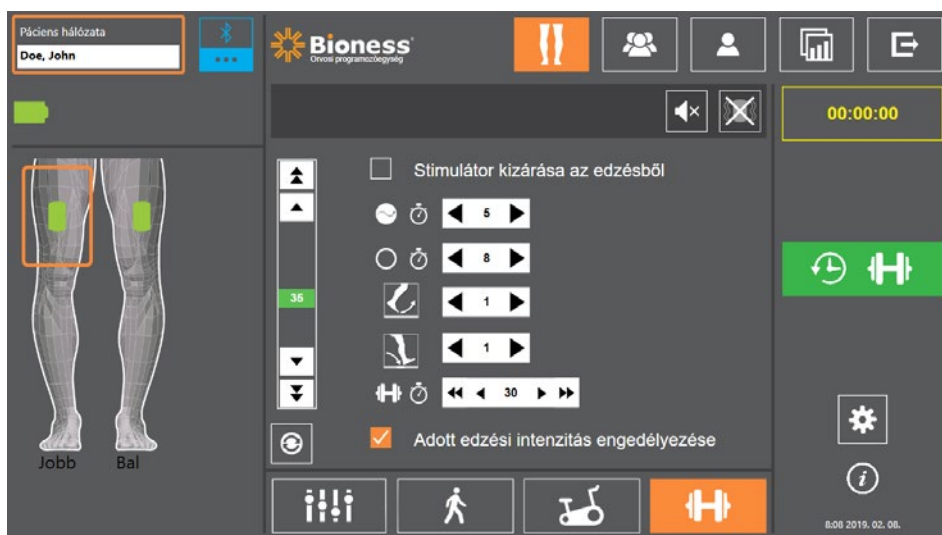 Páciens hálózata
Doe, John
Bioness
Orvosi programozóegység
00:00:00
Stimulátor kizárása az edzésből
5
8
35
1
1
30
Adott edzési intenzitás engedélyezése
Jobb Bal
i
8:08 2019. 02. 08.